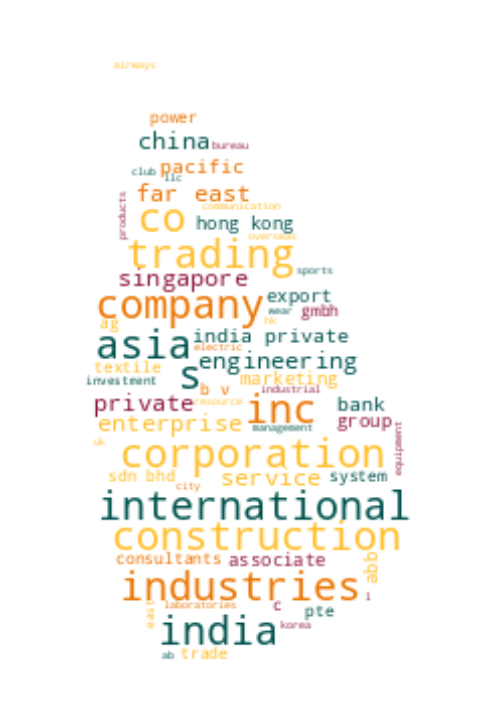 airways
power
china bureau
club pacific
llc
far east
products
communication
co hong kong
overseas
trading
sports
singapore
export
company
wear gmbh
hk
ag
india private
asia
electric
engineering
textile
s
marketing
investment
b v industrial
resource
private
inc
bank
enterprise
management
group
equipment
uk
corporation
sdn bhd service system
city
international
construction
consultants associate
abb
industries
i
laboratories
c pte
east
india
korea
ab trade